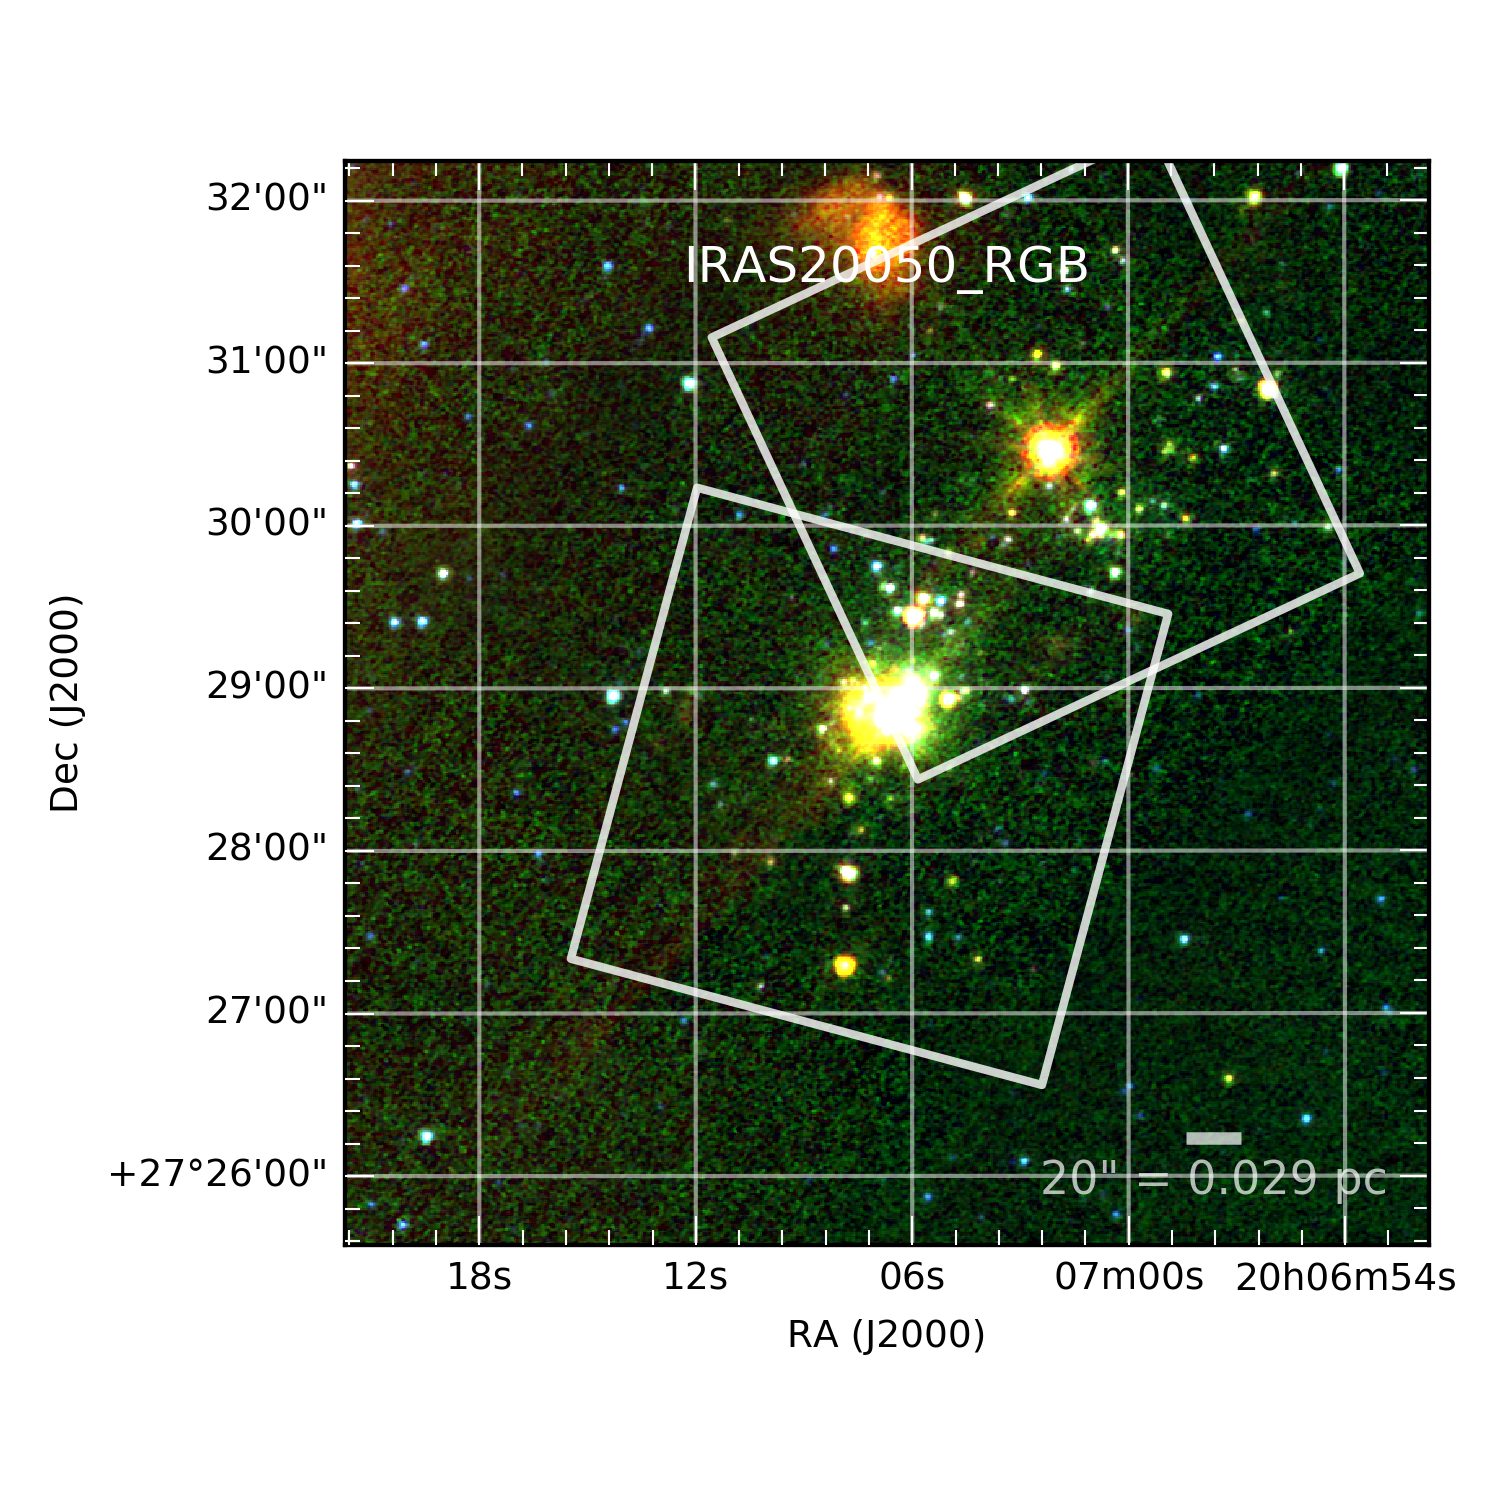 IRAS20050_RGB
32'00"
31'00"
30'00"
29'00"
28'00"
27'00"
+27°26'00"
Dec (J2000)
20" = 0.029 pc
18s 12s 06s 07m00s 20h06m54s
RA (J2000)